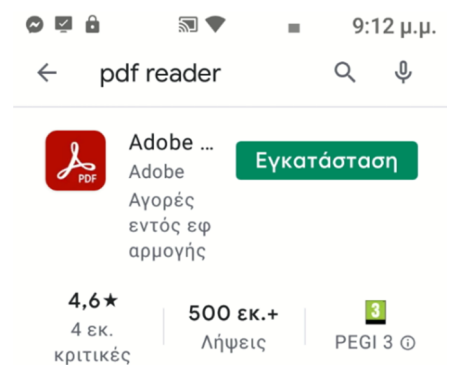 9:12 μ.μ.
pdf reader
Adobe ...
Adobe
Αγορές
εντός εφ
αρμογής
Εγκατάσταση
PDF
4,6★
4 εκ.
κριτικές
500 εκ.+
Λήψεις
3
PEGI 3